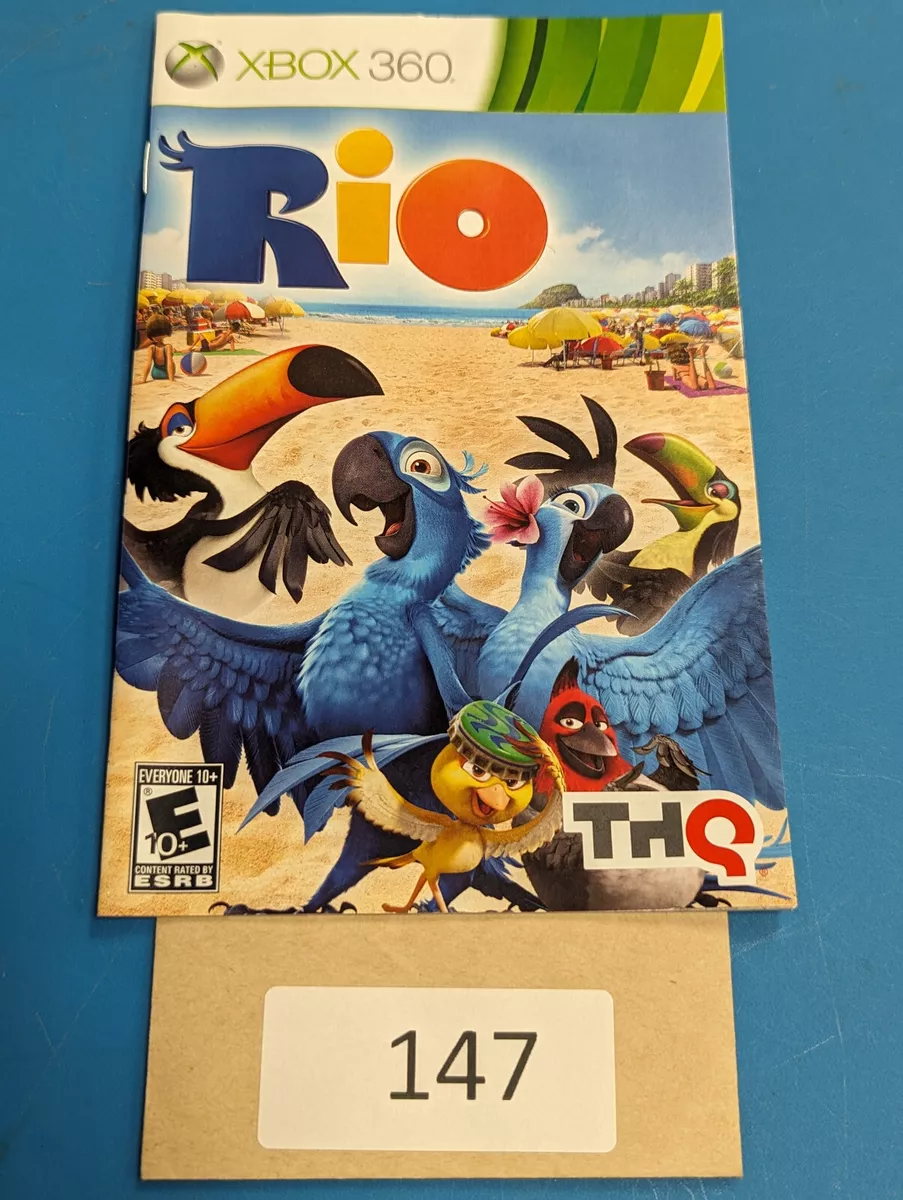 XBOX 360
RiO
EVERYONE 10+
E
10+
CONTENT RATED BY
ESRB
THQ
147